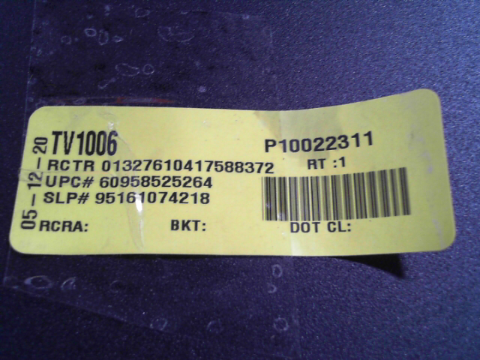 05-12-20
TV1006 P10022311
RCTR 01327610417588372 RT :1
UPC# 60958525264
SLP# 95161074218
RCRA: BKT: DOT CL: